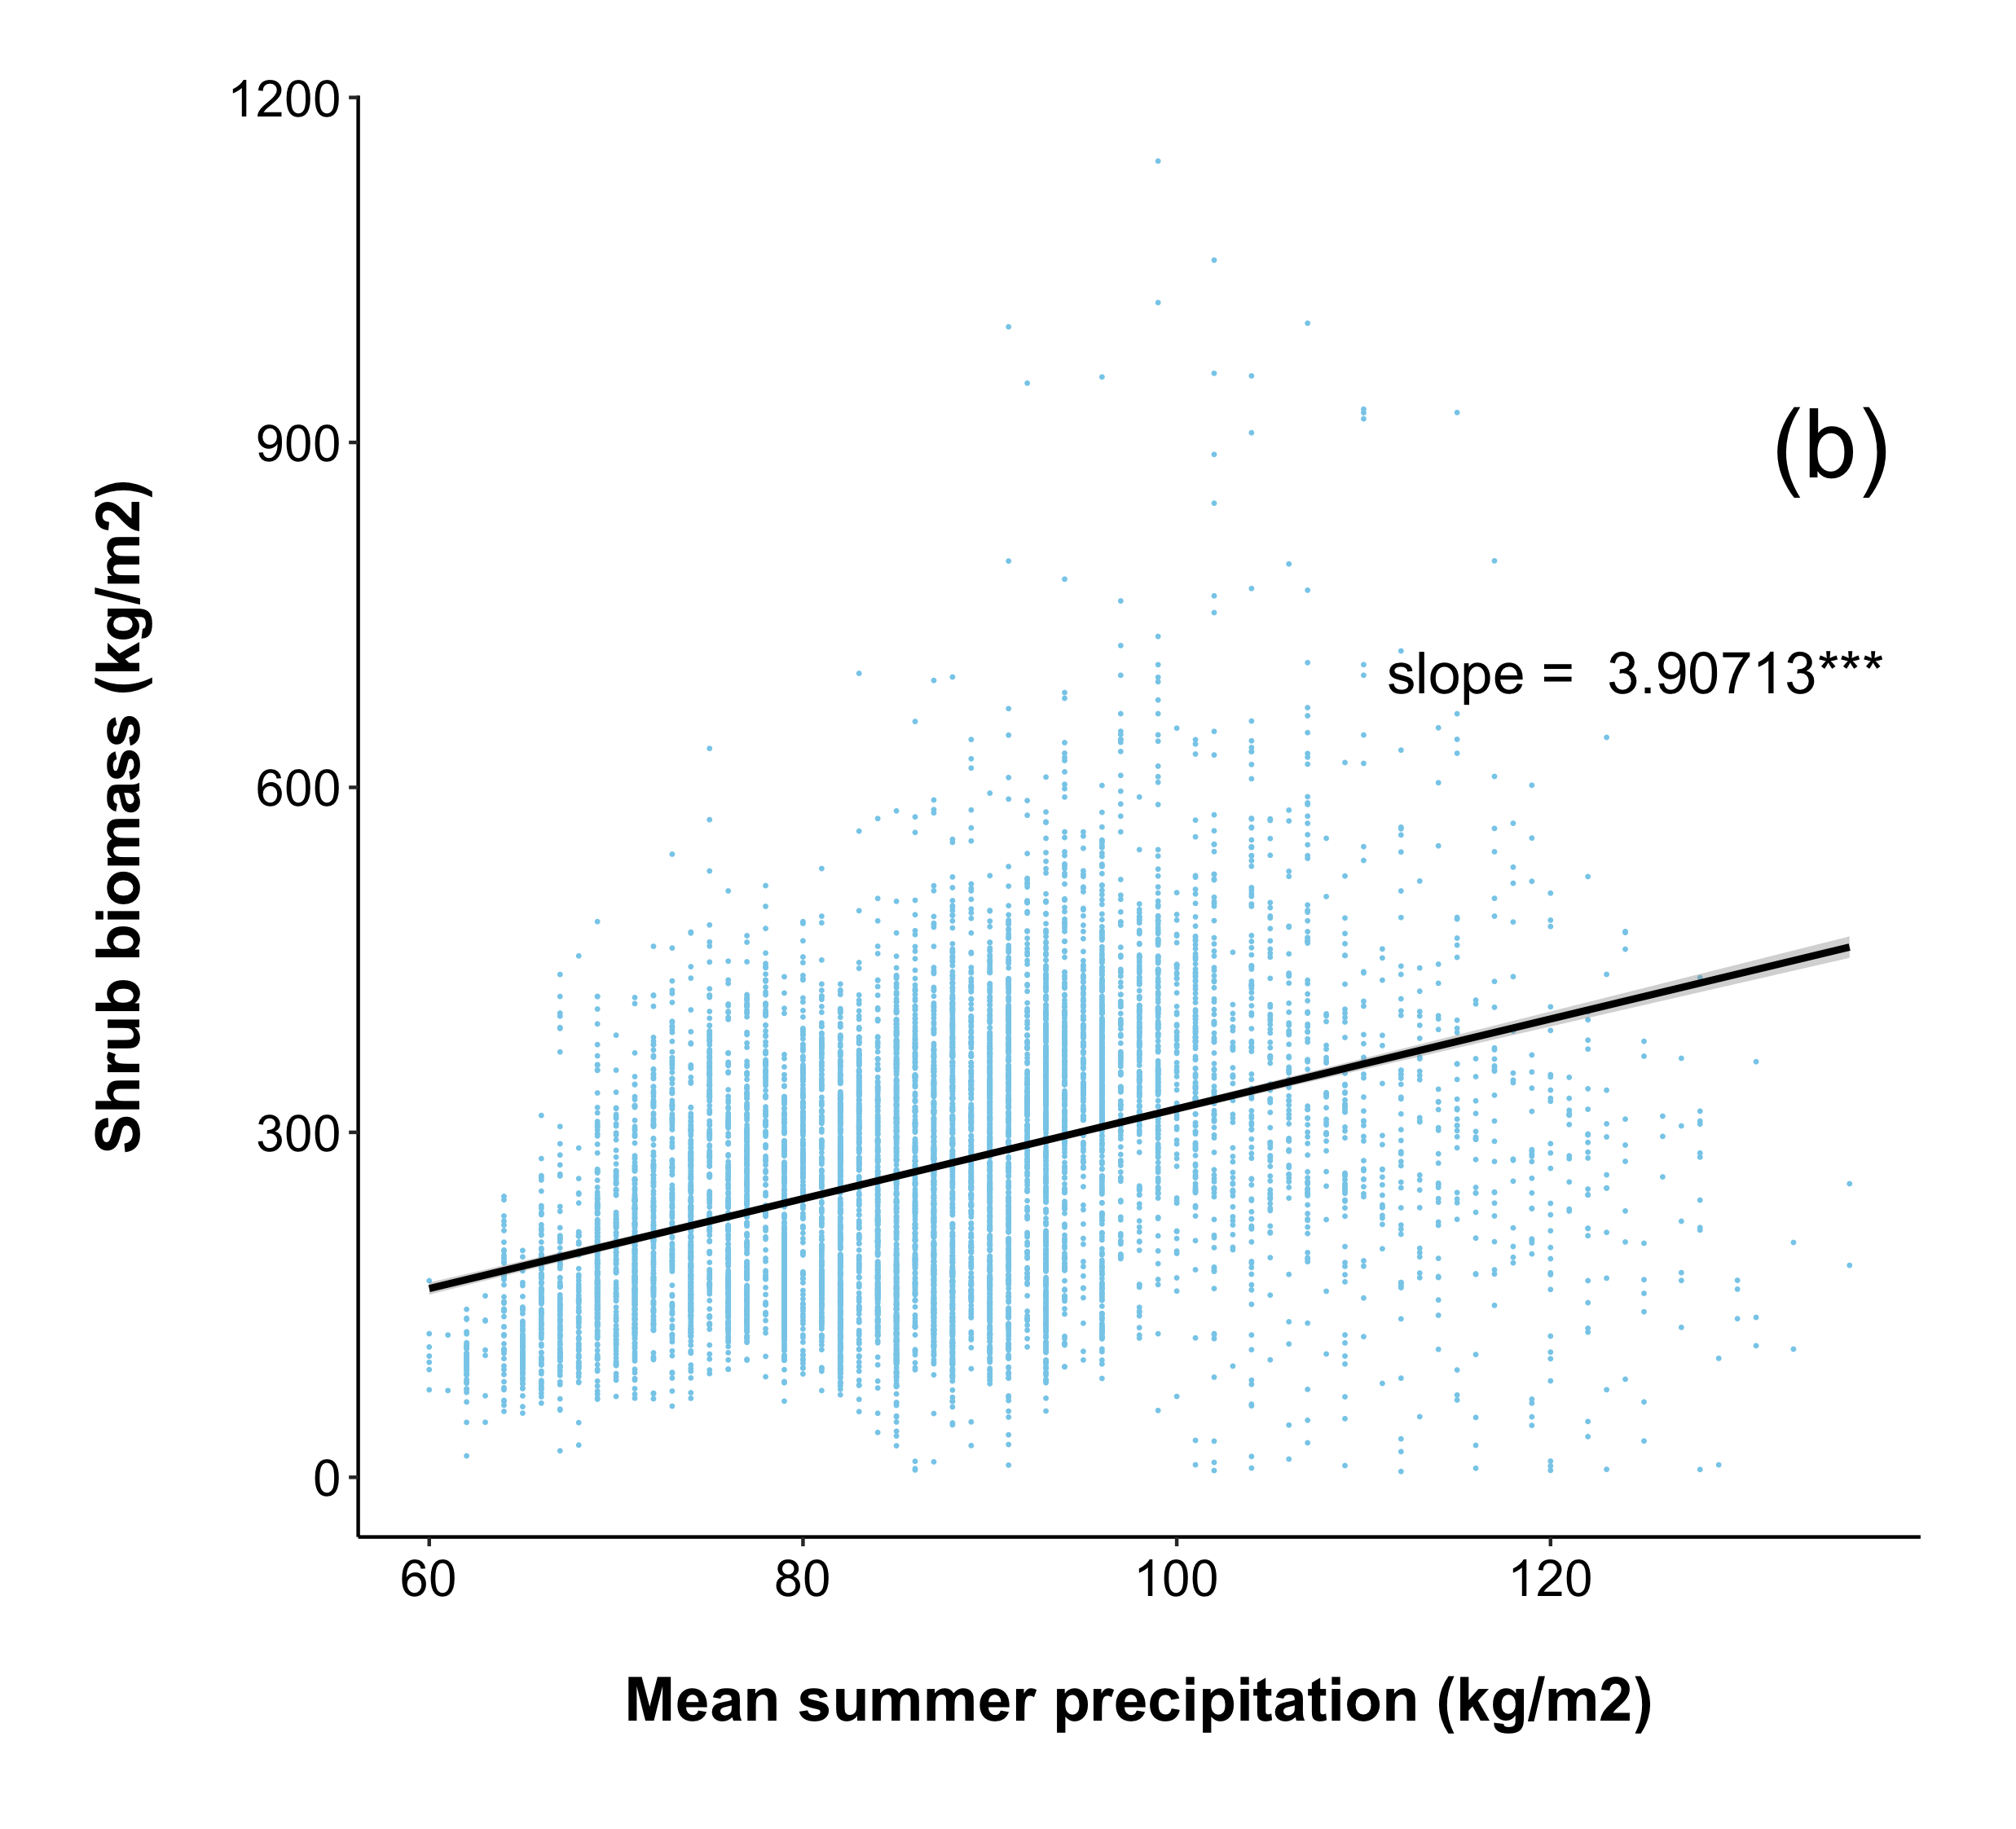 1200
900
600
300
0
Shrub biomass (kg/m2)
(b)
slope =  3.90713***
60 80 100 120
Mean summer precipitation (kg/m2)